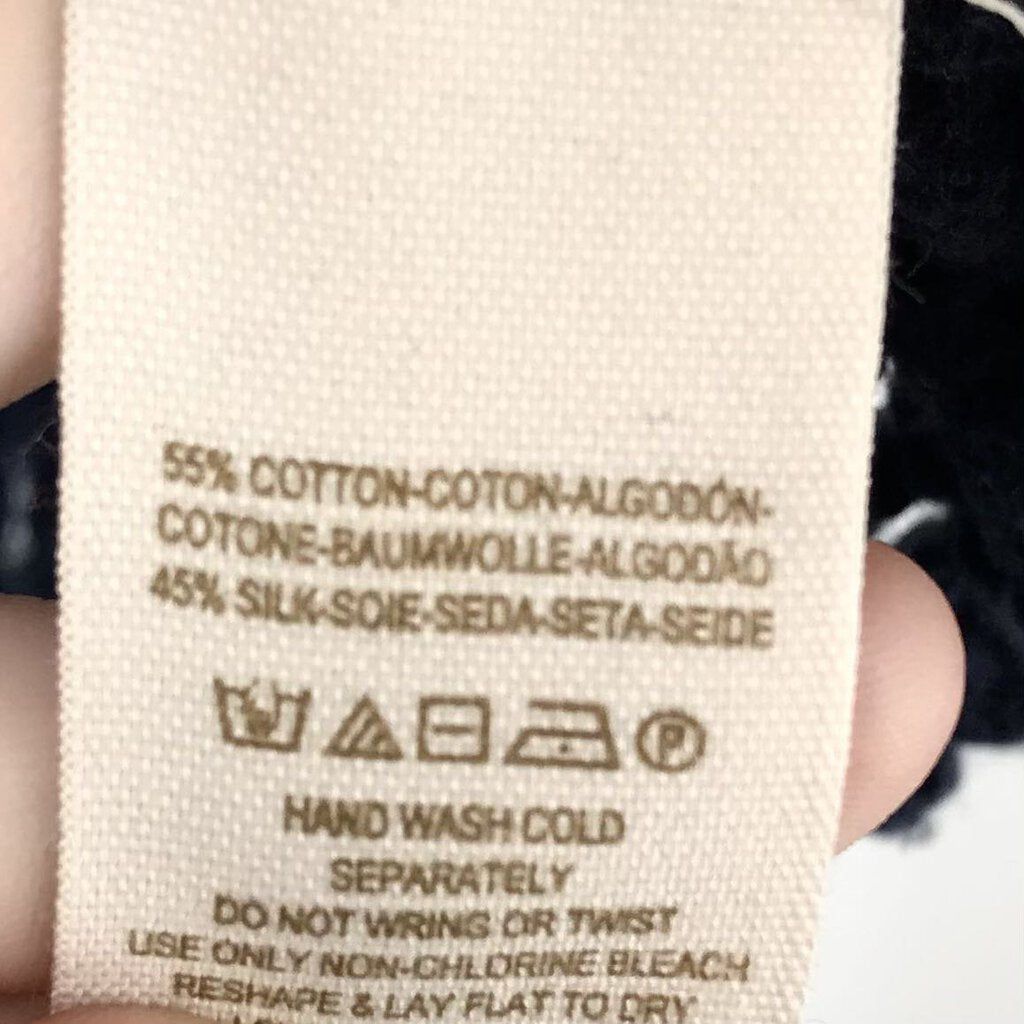 55% COTTON-COTON-ALGODÓN-
COTONE-BAUMWOLLE-ALGODÃO
45% SILK-SOIE-SEDA-SETA-SEIDE
P
HAND WASH COLD
SEPARATELY
DO NOT WRING OR TWIST
USE ONLY NON-CHLORINE BLEACH
RESHAPE & LAY FLAT TO DRY